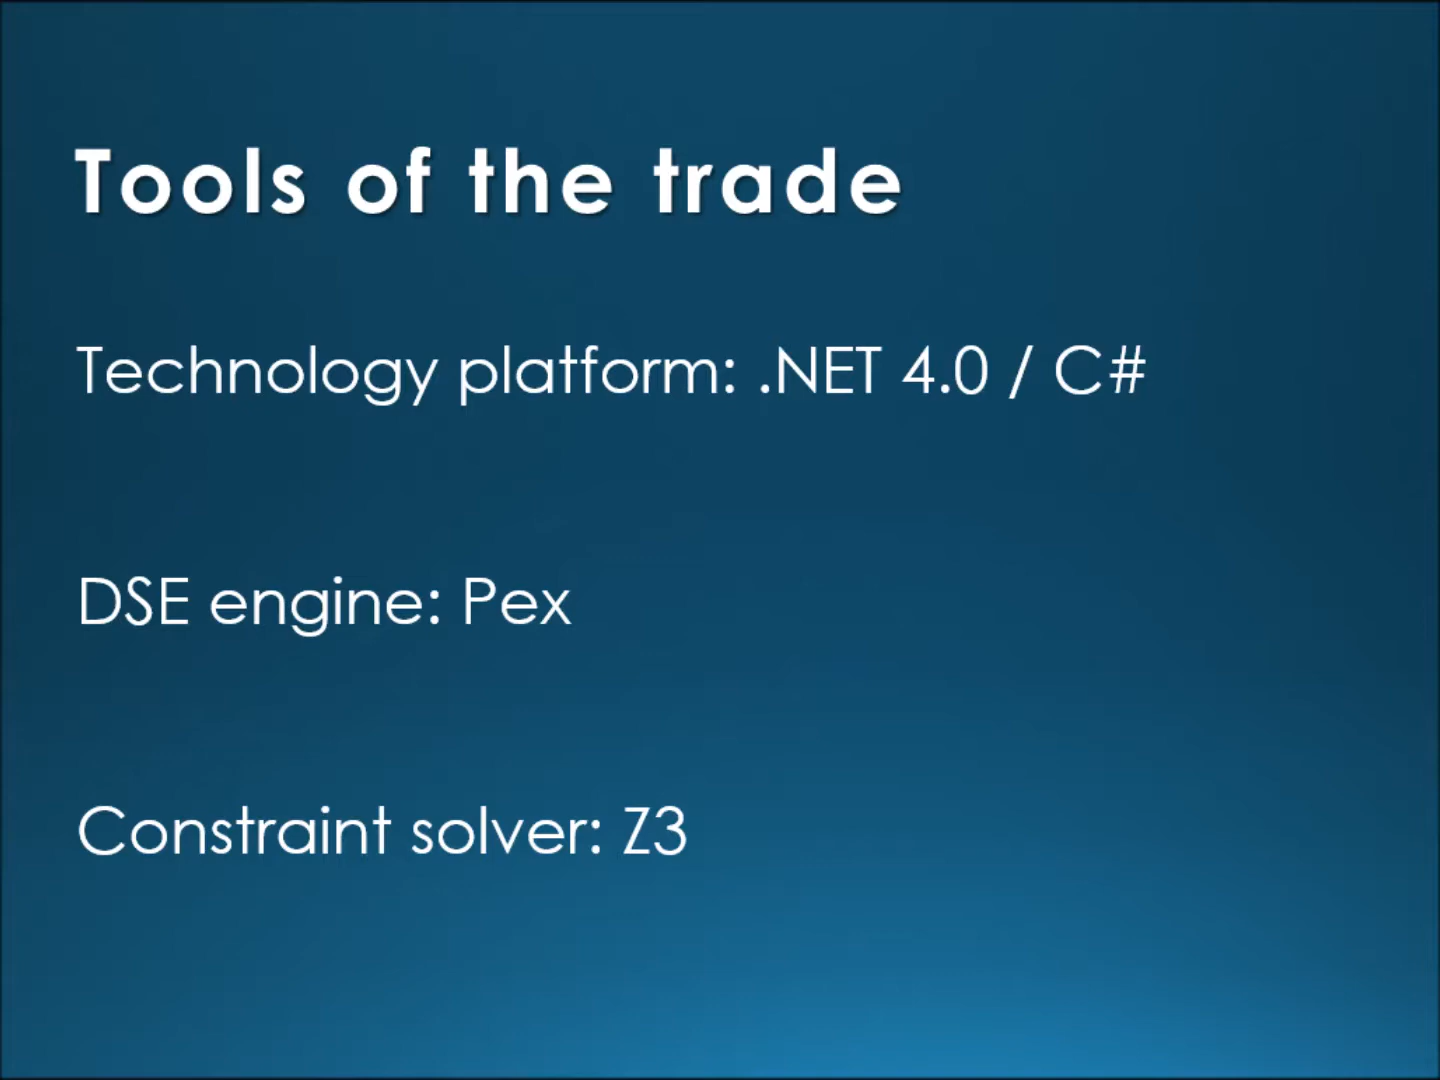 Tools of the trade
Technology platform: .NET 4.0 / C#
DSE engine: Pex
Constraint solver: Z3